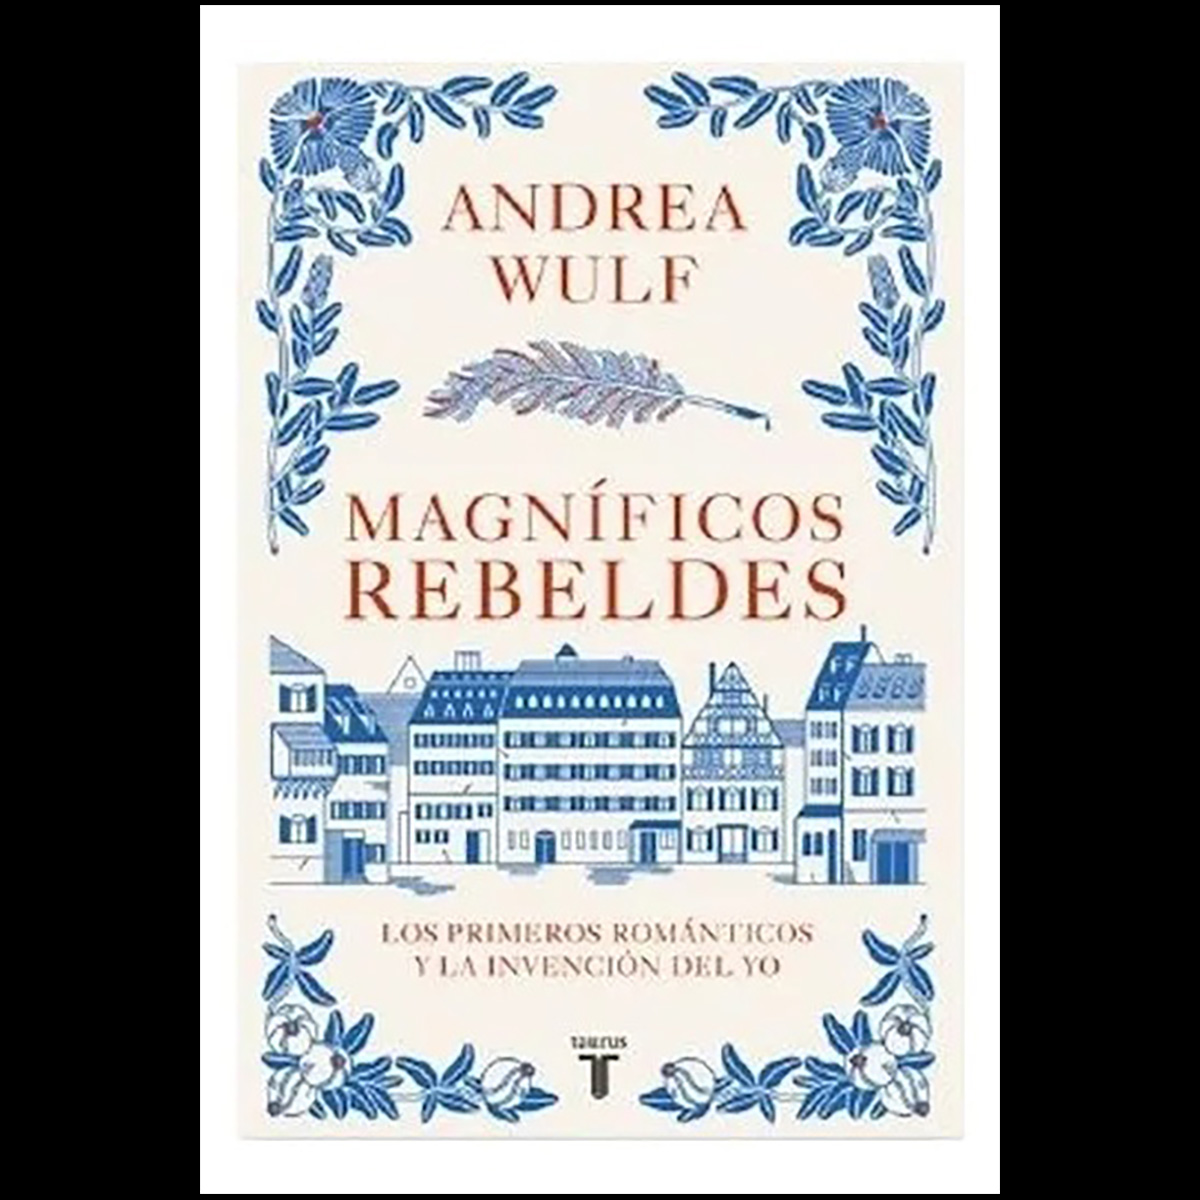 ANDREA
WULF
MAGNÍFICOS
REBELDES
LOS PRIMEROS ROMÁNTICOS
Y LA INVENCIÓN DEL YO
taurus
T